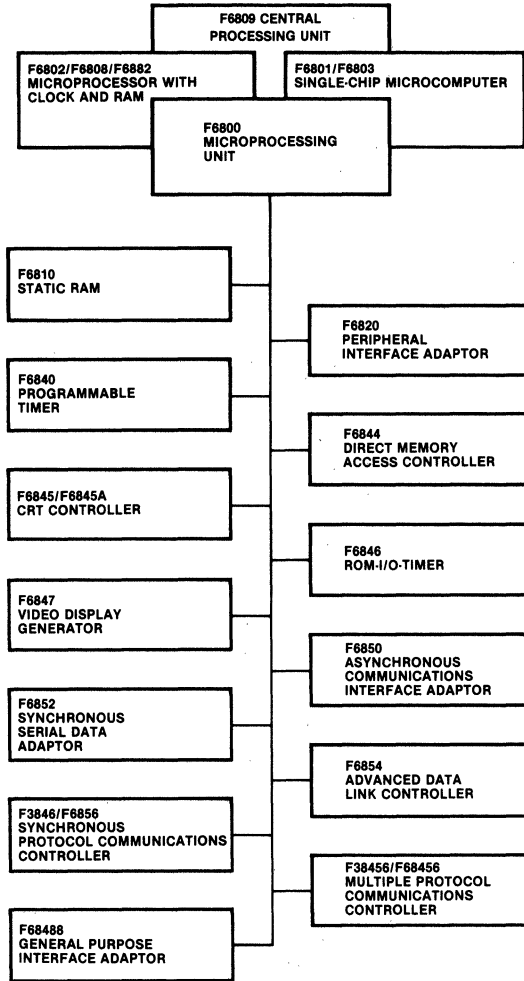 F6809 CENTRAL
PROCESSING UNIT
F6802/F6808/F6882
MICROPROCESSOR WITH
CLOCK AND RAM
F6801/F6803
SINGLE-CHIP MICROCOMPUTER
F6800
MICROPROCESSING
UNIT
F6810
STATIC RAM
F6820
PERIPHERAL
INTERFACE ADAPTOR
F6840
PROGRAMMABLE
TIMER
F6844
DIRECT MEMORY
ACCESS CONTROLLER
F6845/F6845A
CRT CONTROLLER
F6846
ROM-I/O-TIMER
F6847
VIDEO DISPLAY
GENERATOR
F6850
ASYNCHRONOUS
COMMUNICATIONS
INTERFACE ADAPTOR
F6852
SYNCHRONOUS
SERIAL DATA
ADAPTOR
F6854
ADVANCED DATA
LINK CONTROLLER
F3846/F6856
SYNCHRONOUS
PROTOCOL COMMUNICATIONS
CONTROLLER
F38456/F68456
MULTIPLE PROTOCOL
COMMUNICATIONS
CONTROLLER
F68488
GENERAL PURPOSE
INTERFACE ADAPTOR